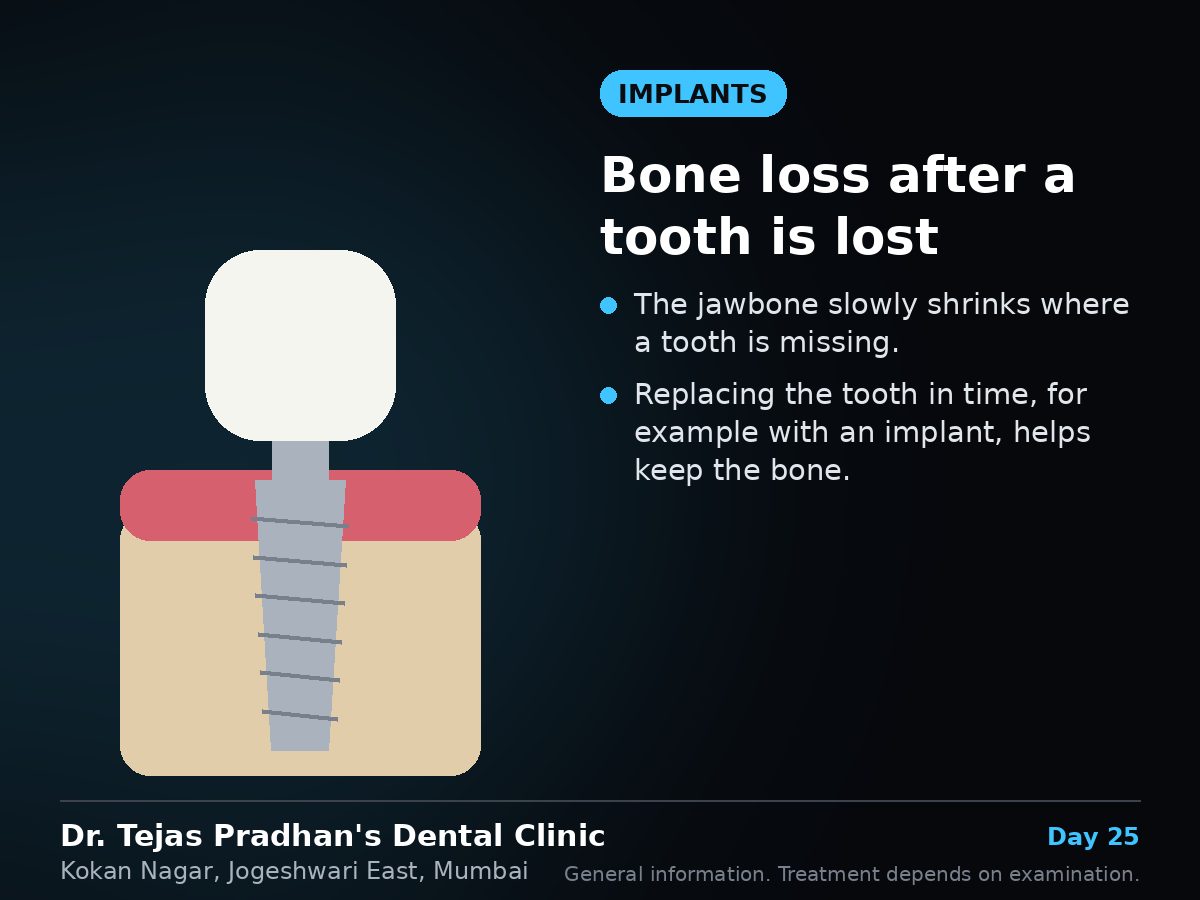 IMPLANTS
Bone loss after a
tooth is lost
The jawbone slowly shrinks where
a tooth is missing.
Replacing the tooth in time, for
example with an implant, helps
keep the bone.
Dr. Tejas Pradhan's Dental Clinic
Day 25
Kokan Nagar, Jogeshwari East, Mumbai
General information. Treatment depends on examination.